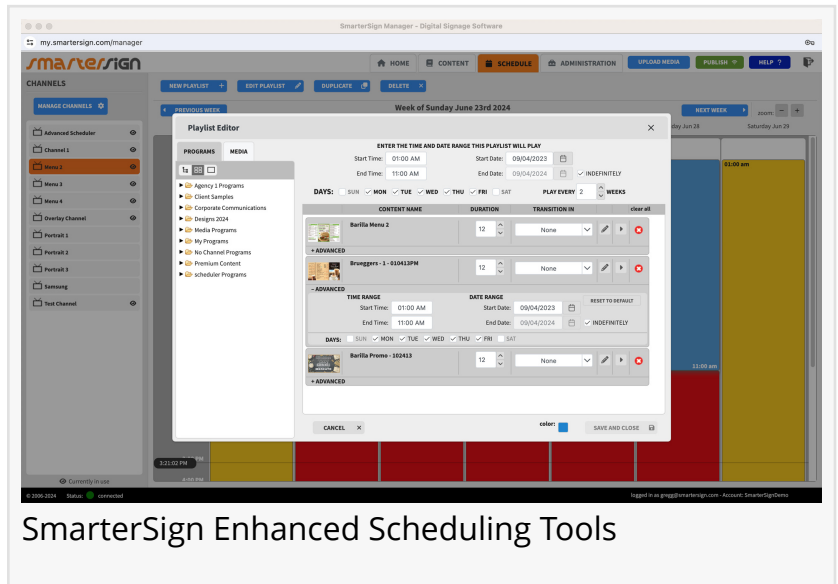 SmarterSign Manager - Digital Signage Software
my.smartersign.com/manager
smartersign
HOME CONTENT SCHEDULE ADMINISTRATION UPLOAD MEDIA PUBLISH HELP ?
CHANNELS
NEW PLAYLIST + EDIT PLAYLIST DUPLICATE DELETE ×
MANAGE CHANNELS
PREVIOUS WEEK Week of Sunday June 23rd 2024 NEXT WEEK zoom: − +
day Jun 28 Saturday Jun 29
Advanced Scheduler
Channel 1
Menu 2
Menu 3
Menu 4
Overlay Channel
Portrait 1
Portrait 2
Portrait 3
Samsung
Test Channel
Playlist Editor ×
PROGRAMS MEDIA
Agency 1 Programs
Client Samples
Corporate Communications
Designs 2024
Media Programs
My Programs
No Channel Programs
Premium Content
scheduler Programs
ENTER THE TIME AND DATE RANGE THIS PLAYLIST WILL PLAY
Start Time: 01:00 AM Start Date: 09/04/2023
End Time: 11:00 AM End Date: 09/04/2024 INDEFINITELY
DAYS: SUN MON TUE WED THU FRI SAT PLAY EVERY 2 WEEKS
CONTENT NAME DURATION TRANSITION IN clear all
Barilla Menu 2 12 None
+ ADVANCED
Brueggers - 1 - 010413PM 12 None
– ADVANCED
TIME RANGE DATE RANGE RESET TO DEFAULT
Start Time: 01:00 AM Start Date: 09/04/2023
End Time: 11:00 AM End Date: 09/04/2024 INDEFINITELY
DAYS: SUN MON TUE WED THU FRI SAT
Barilla Promo - 102413 12 None
+ ADVANCED
CANCEL × color: SAVE AND CLOSE
01:00 am
11:00 am
3:21:02 PM
4:00 PM
Currently in use
© 2006-2024 Status: connected logged in as gregg@smartersign.com - Account: SmarterSignDemo
SmarterSign Enhanced Scheduling Tools